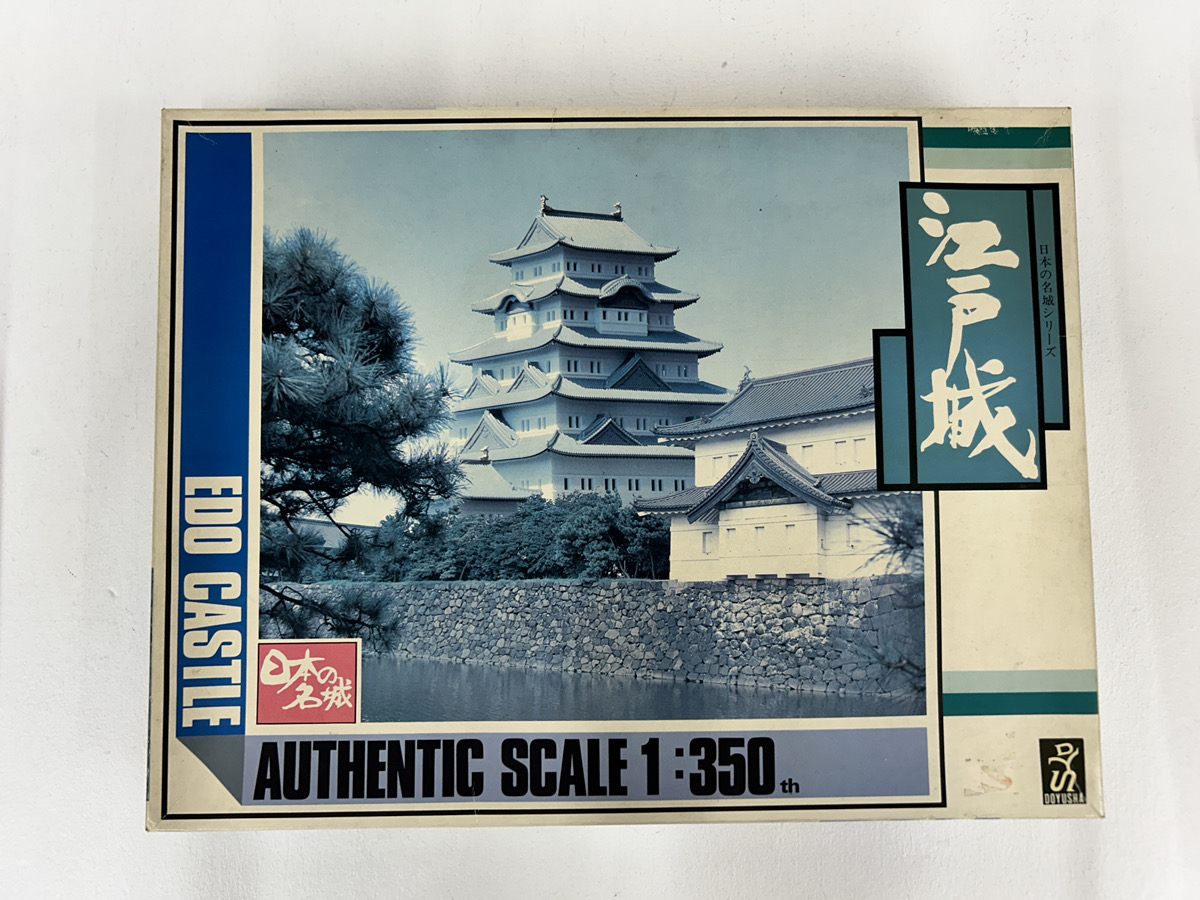 江戸城
日本の名城シリーズ
EDO CASTLE
日本の
名城
AUTHENTIC SCALE 1:350th
DOYUSHA